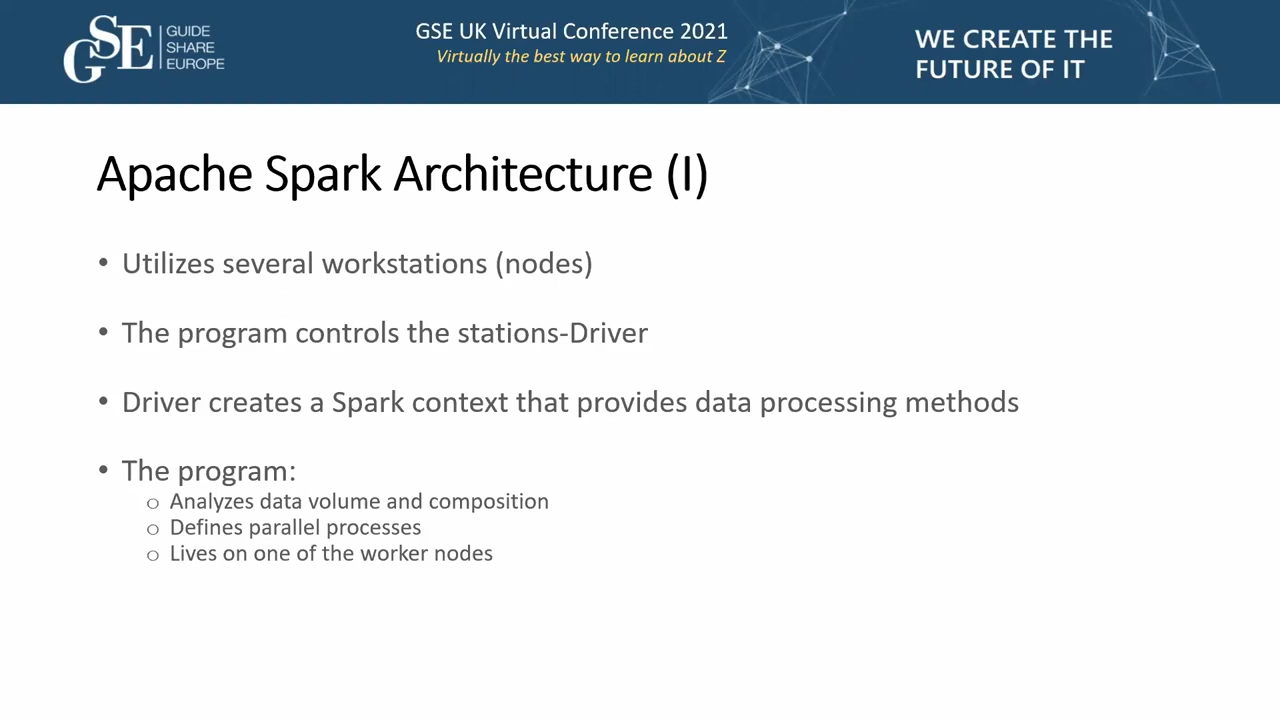 GSE
GUIDE
SHARE
EUROPE
GSE UK Virtual Conference 2021
Virtually the best way to learn about Z
WE CREATE THE
FUTURE OF IT
Apache Spark Architecture (I)
• Utilizes several workstations (nodes)
• The program controls the stations-Driver
• Driver creates a Spark context that provides data processing methods
• The program:
o Analyzes data volume and composition
o Defines parallel processes
o Lives on one of the worker nodes